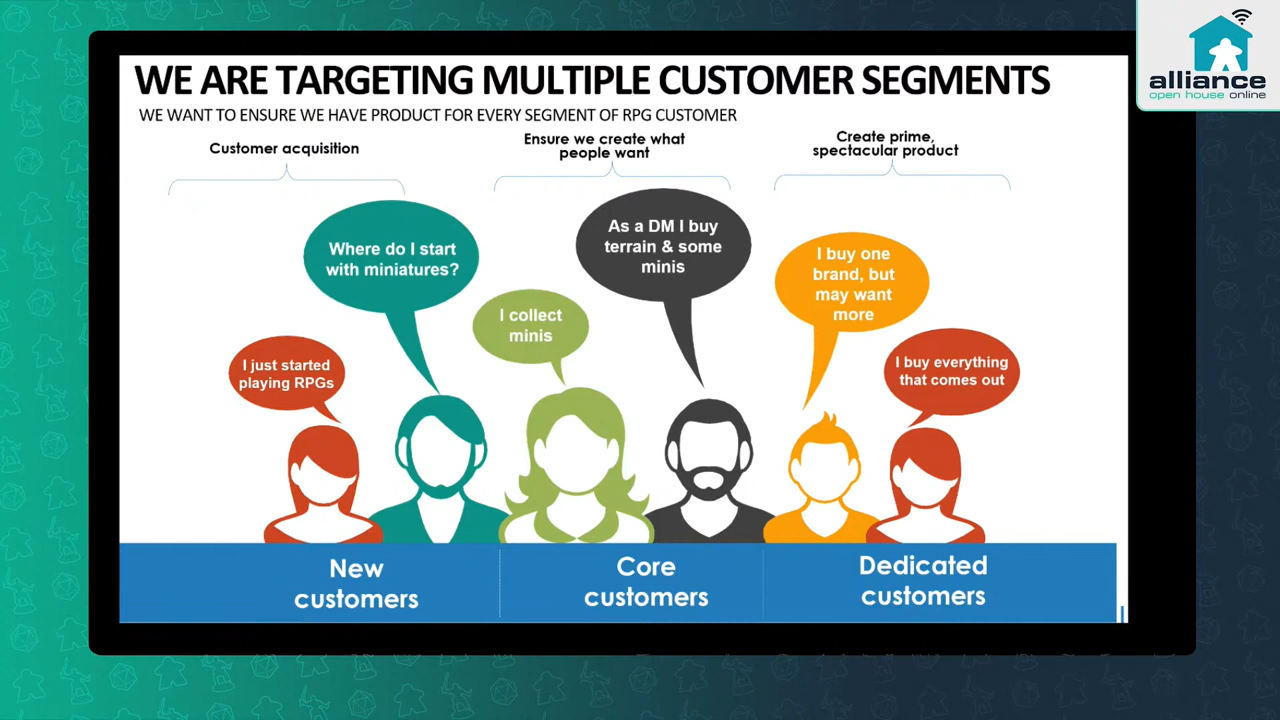 WE ARE TARGETING MULTIPLE CUSTOMER SEGMENTS
WE WANT TO ENSURE WE HAVE PRODUCT FOR EVERY SEGMENT OF RPG CUSTOMER
alliance
open house online
Customer acquisition
Ensure we create what
people want
Create prime,
spectacular product
I just started
playing RPGs
Where do I start
with miniatures?
I collect
minis
As a DM I buy
terrain & some
minis
I buy one
brand, but
may want
more
I buy everything
that comes out
New
customers
Core
customers
Dedicated
customers